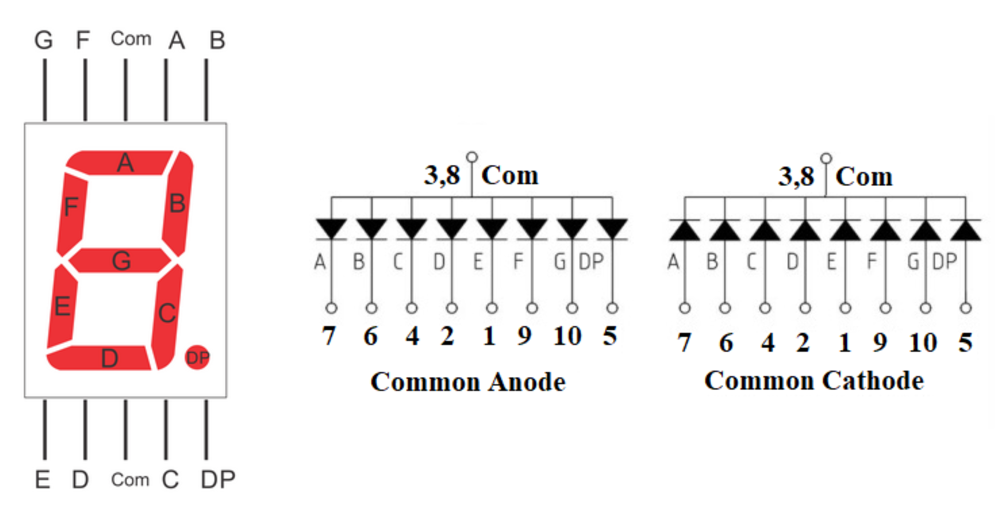 G F Com A B
A
F B
G
E C
D DP
E D Com C DP
3,8 Com
A B C D E F G DP
7 6 4 2 1 9 10 5
Common Anode
3,8 Com
A B C D E F G DP
7 6 4 2 1 9 10 5
Common Cathode